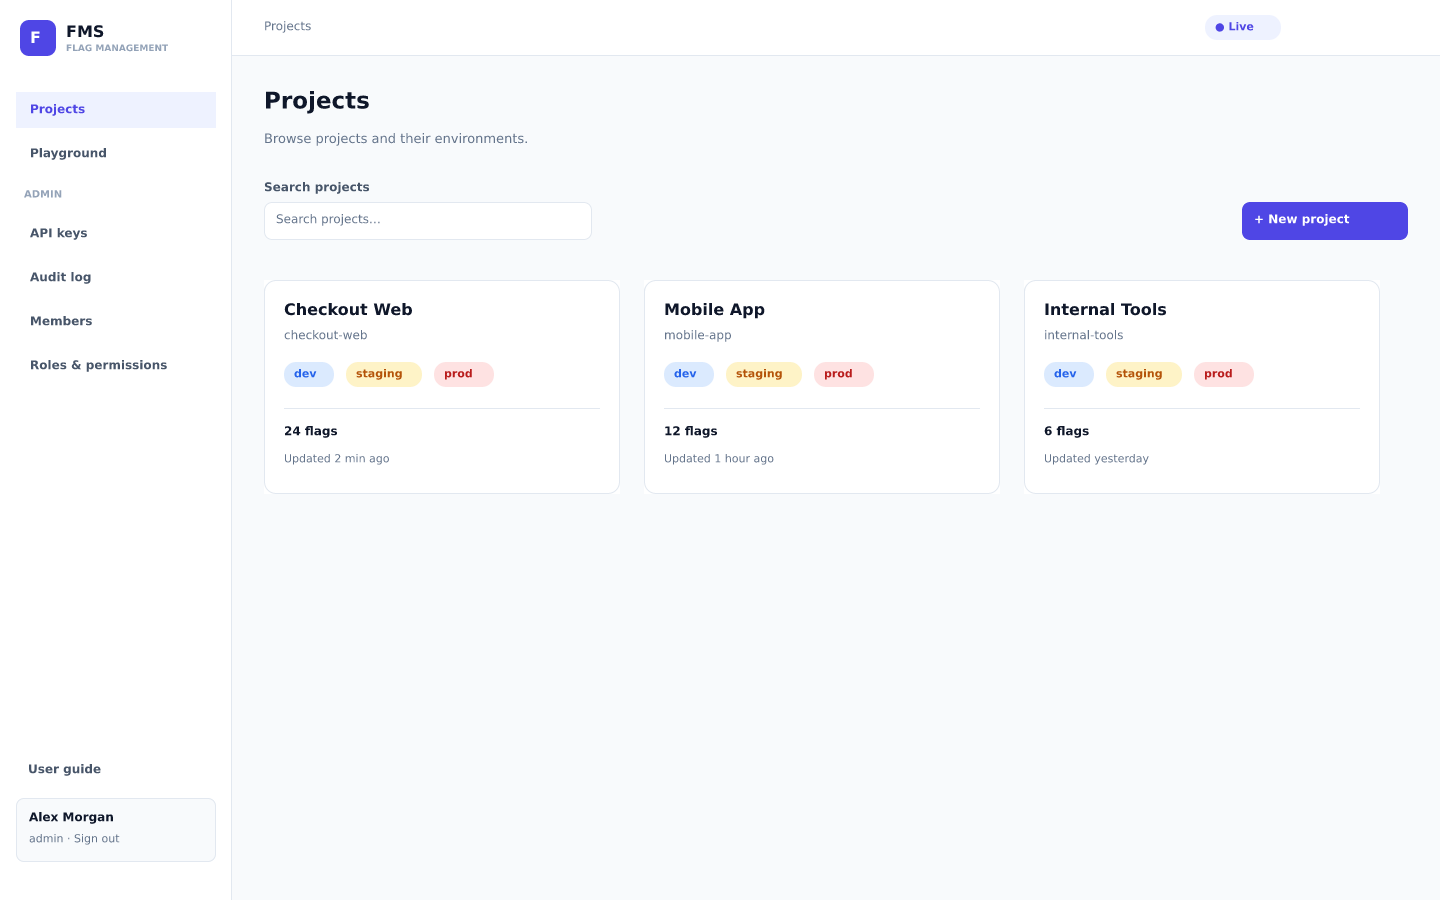 F
FMS
FLAG MANAGEMENT
Projects
Playground
ADMIN
API keys
Audit log
Members
Roles & permissions
User guide
Alex Morgan
admin · Sign out
Projects
● Live
Projects
Browse projects and their environments.
Search projects
Search projects...
+ New project
Checkout Web
checkout-web
dev staging prod
24 flags
Updated 2 min ago
Mobile App
mobile-app
dev staging prod
12 flags
Updated 1 hour ago
Internal Tools
internal-tools
dev staging prod
6 flags
Updated yesterday